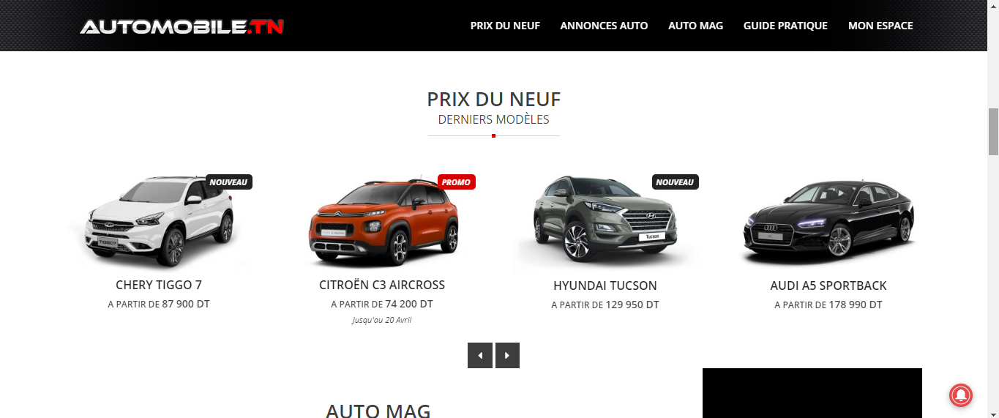 AUTOMOBILE.TN
PRIX DU NEUF ANNONCES AUTO AUTO MAG GUIDE PRATIQUE MON ESPACE
PRIX DU NEUF
DERNIERS MODÈLES
NOUVEAU
PROMO
NOUVEAU
TIGGO7
Tucson
CHERY TIGGO 7
A PARTIR DE 87 900 DT
CITROËN C3 AIRCROSS
A PARTIR DE 74 200 DT
Jusqu'au 20 Avril
HYUNDAI TUCSON
A PARTIR DE 129 950 DT
AUDI A5 SPORTBACK
A PARTIR DE 178 990 DT
AUTO MAG